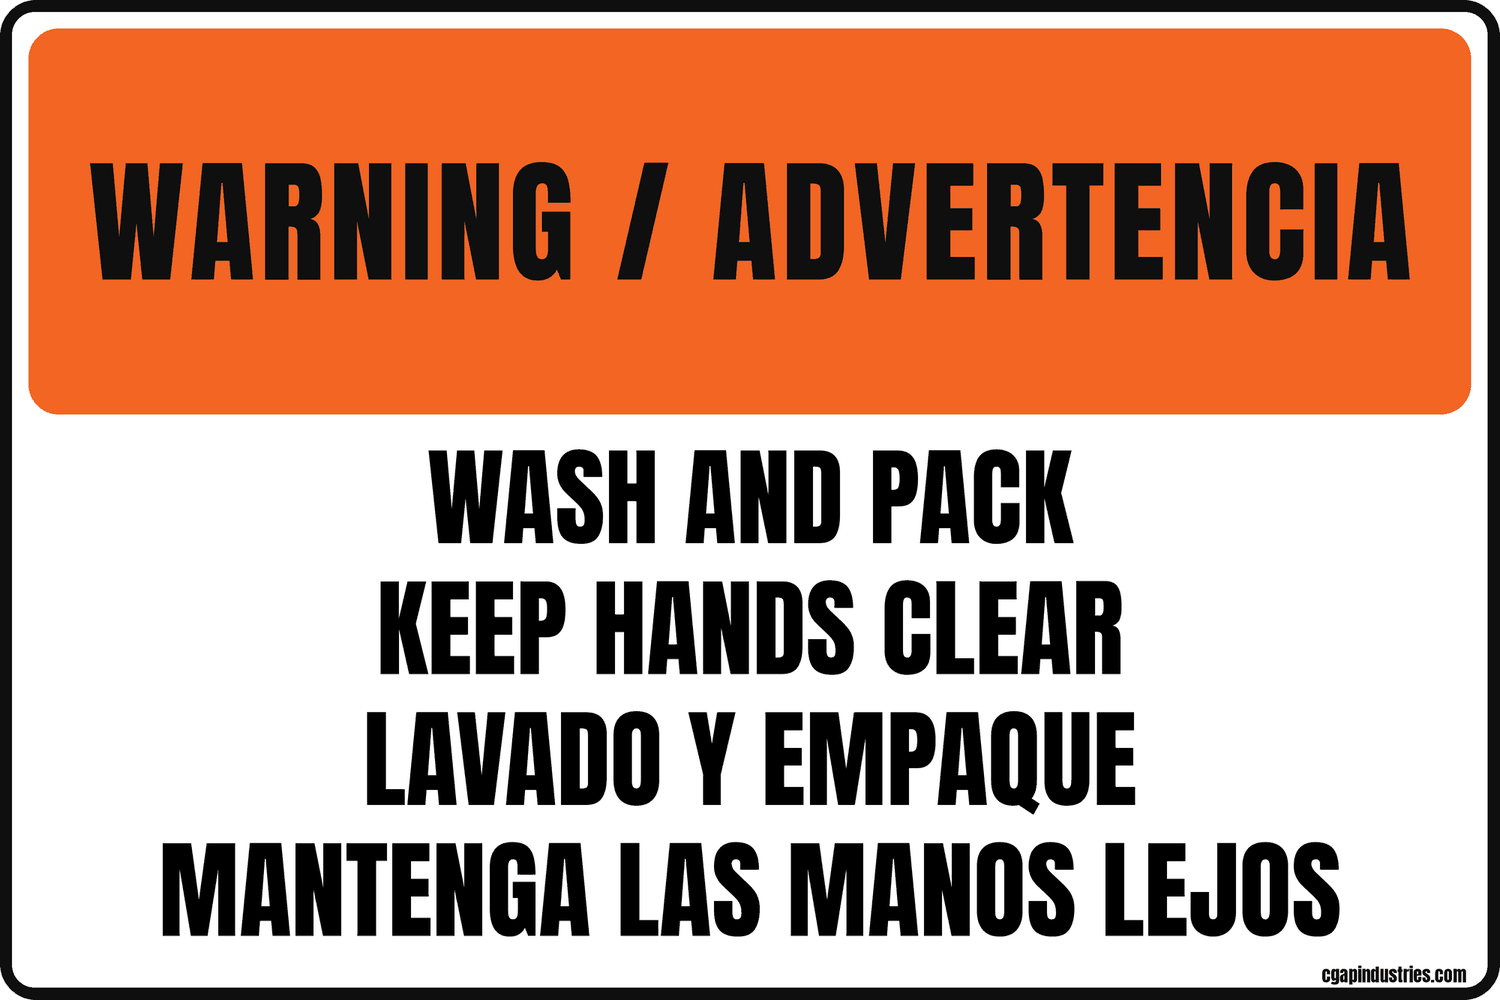 WARNING / ADVERTENCIA
WASH AND PACK
KEEP HANDS CLEAR
LAVADO Y EMPAQUE
MANTENGA LAS MANOS LEJOS
cgapindustries.com